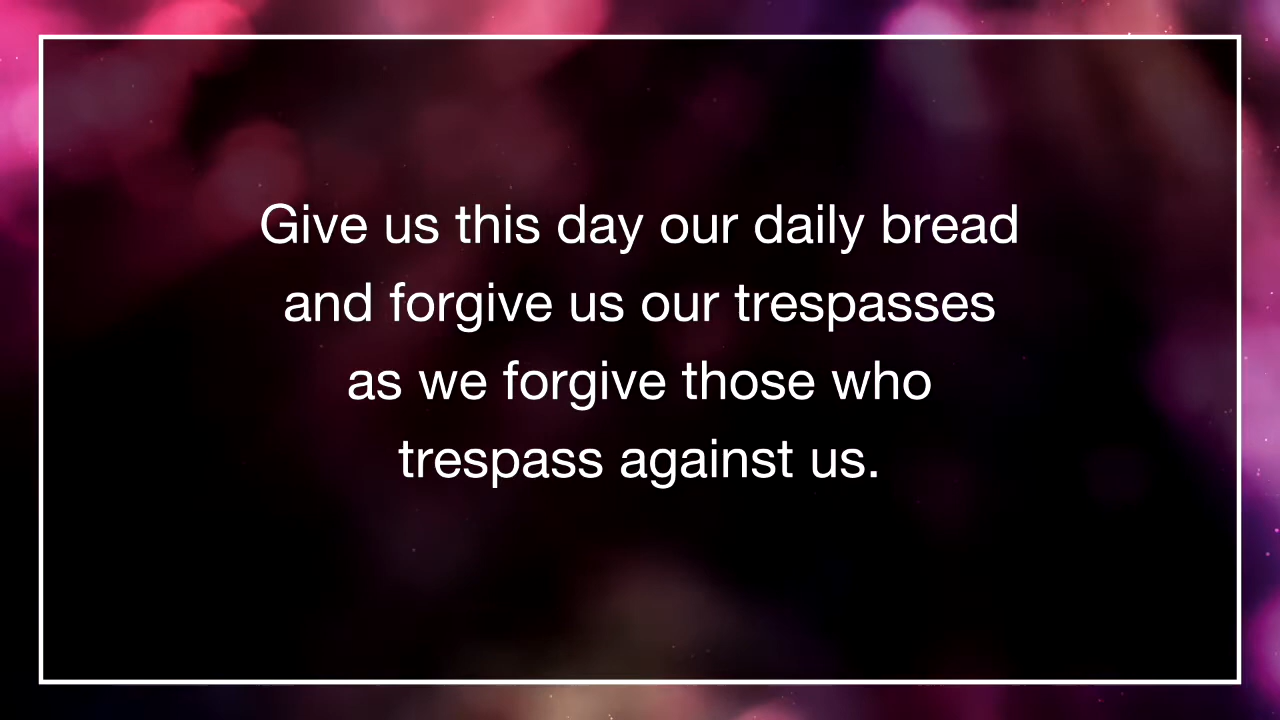 Give us this day our daily bread
and forgive us our trespasses
as we forgive those who
trespass against us.